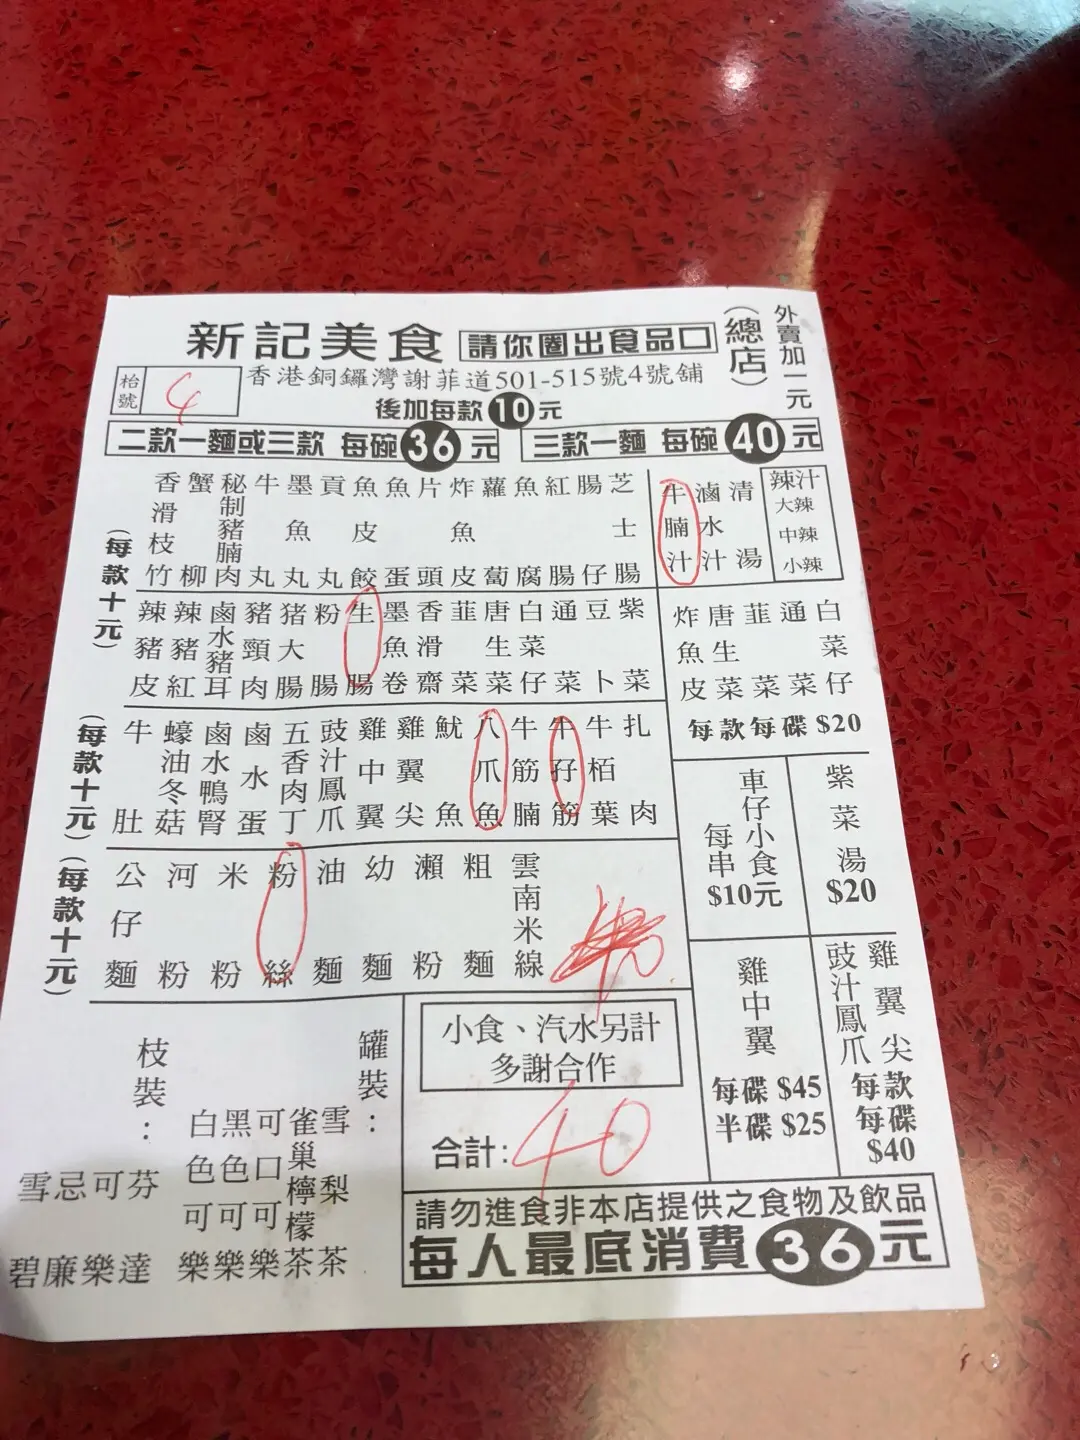 新記美食 請你圈出食品口 (總店) 外賣加一元
枱號 4 香港銅鑼灣謝菲道501-515號4號舖
後加每款10元
二款一麵或三款 每碗36元 三款一麵 每碗40元
(每款十元)
香滑枝竹
蟹柳
秘制豬腩肉
牛丸
墨魚丸
貢丸
魚皮餃
魚蛋
片頭
炸魚皮
蘿蔔
魚腐
紅腸
腸仔
芝士腸
牛腩汁
滷水汁
清湯
辣汁
大辣
中辣
小辣
辣豬皮
辣豬紅
鹵水豬耳
豬頸肉
猪大腸
粉腸
生腸
墨魚卷
香滑齋
韮菜
唐生菜
白菜仔
通菜
豆卜
紫菜
炸魚皮
唐生菜
韮菜
通菜
白菜仔
每款每碟$20
(每款十元)
牛肚
蠔油冬菇
鹵水鴨腎
鹵水蛋
五香肉丁
豉汁鳳爪
雞中翼
雞翼尖
魷魚
八爪魚
牛筋腩
牛孖筋
牛栢葉
扎肉
車仔小食
每串
$10元
紫菜湯
$20
(每款十元)
公仔麵
河粉
米粉
粉絲
油麵
幼麵
瀨粉
粗麵
雲南米線
雞中翼
每碟 $45
半碟 $25
豉汁鳳爪
雞翼尖
每款
每碟
$40
枝裝：
雪碧
忌廉
可樂
芬達
罐裝：
白色可樂
黑色可樂
可口可樂
雀巢檸檬茶
雪梨茶
小食、汽水另計
多謝合作
合計: 40
請勿進食非本店提供之食物及飲品
每人最底消費36元